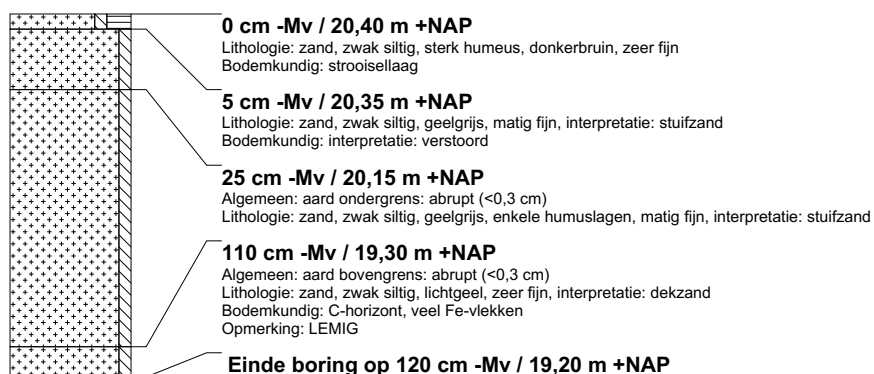 0 cm -Mv / 20,40 m +NAP
Lithologie: zand, zwak siltig, sterk humeus, donkerbruin, zeer fijn
Bodemkundig: strooisellaag
5 cm -Mv / 20,35 m +NAP
Lithologie: zand, zwak siltig, geelgrijs, matig fijn, interpretatie: stuifzand
Bodemkundig: interpretatie: verstoord
25 cm -Mv / 20,15 m +NAP
Algemeen: aard ondergrens: abrupt (<0,3 cm)
Lithologie: zand, zwak siltig, geelgrijs, enkele humuslagen, matig fijn, interpretatie: stuifzand
110 cm -Mv / 19,30 m +NAP
Algemeen: aard bovengrens: abrupt (<0,3 cm)
Lithologie: zand, zwak siltig, lichtgeel, zeer fijn, interpretatie: dekzand
Bodemkundig: C-horizont, veel Fe-vlekken
Opmerking: LEMIG
Einde boring op 120 cm -Mv / 19,20 m +NAP